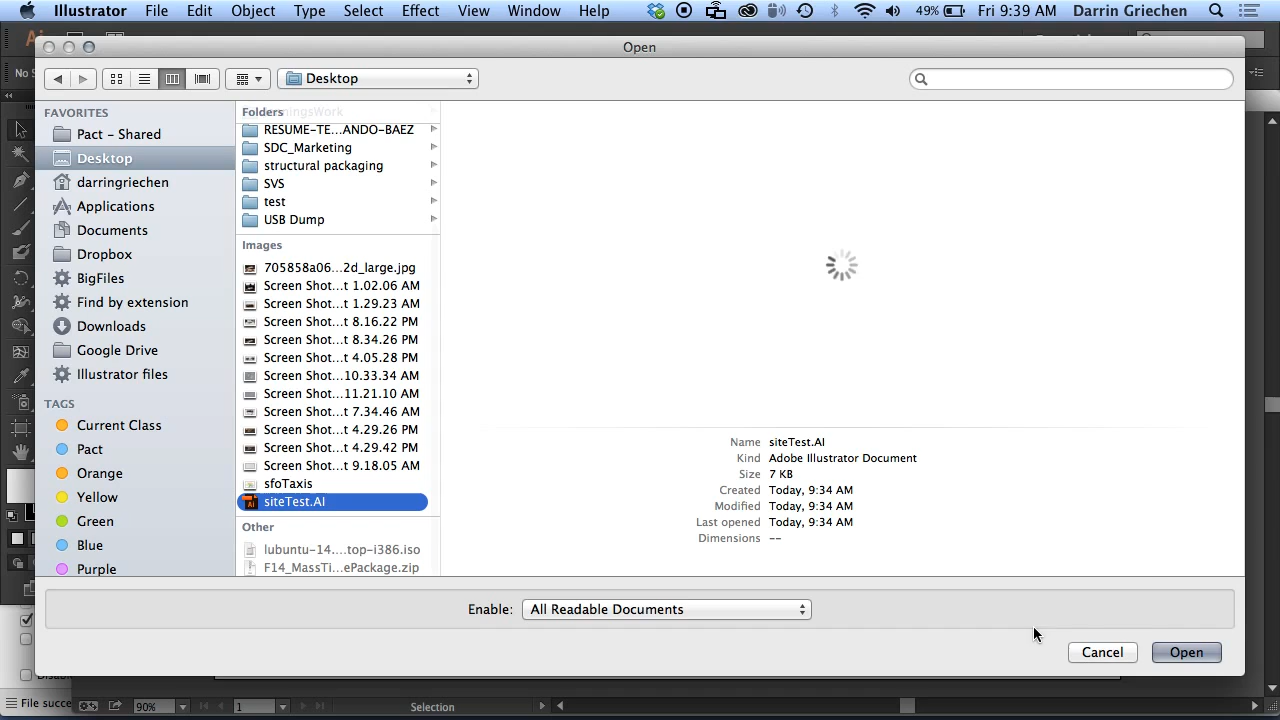 Illustrator File Edit Object Type Select Effect View Window Help 49% Fri 9:39 AM Darrin Griechen
Open
Desktop
FAVORITES
Pact – Shared
Desktop
darringriechen
Applications
Documents
Dropbox
BigFiles
Find by extension
Downloads
Google Drive
Illustrator files
TAGS
Current Class
Pact
Orange
Yellow
Green
Blue
Purple
Folders
RESUME-TE...ANDO-BAEZ
SDC_Marketing
structural packaging
SVS
test
USB Dump
Images
705858a06...2d_large.jpg
Screen Shot...t 1.02.06 AM
Screen Shot...t 1.29.23 AM
Screen Shot...t 8.16.22 PM
Screen Shot...t 8.34.26 PM
Screen Shot...t 4.05.28 PM
Screen Shot...10.33.34 AM
Screen Shot...11.21.10 AM
Screen Shot...t 7.34.46 AM
Screen Shot...t 4.29.26 PM
Screen Shot...t 4.29.42 PM
Screen Shot...t 9.18.05 AM
sfoTaxis
siteTest.AI
Other
lubuntu-14....top-i386.iso
F14_MassTi...ePackage.zip
Name siteTest.AI
Kind Adobe Illustrator Document
Size 7 KB
Created Today, 9:34 AM
Modified Today, 9:34 AM
Last opened Today, 9:34 AM
Dimensions --
Enable: All Readable Documents
Cancel Open
File succe
90% 1 Selection